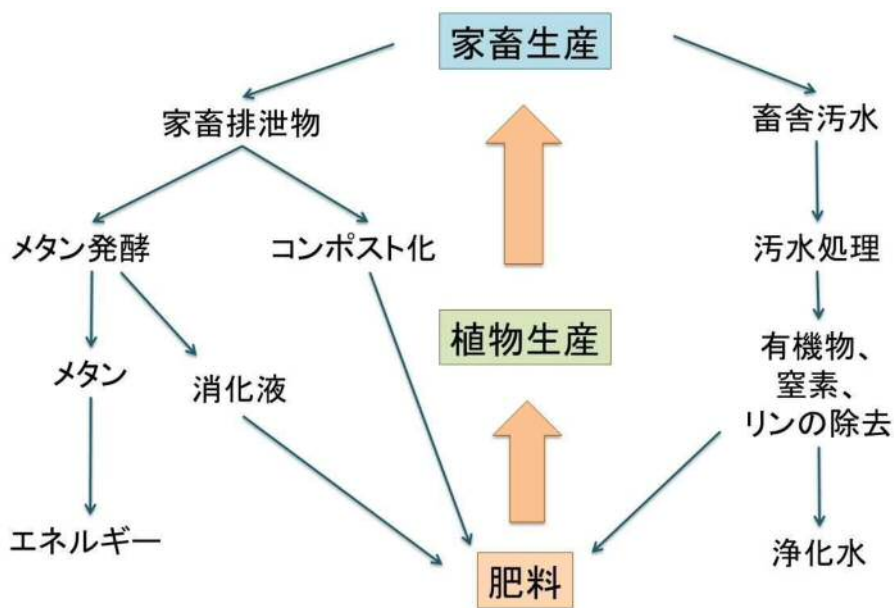 家畜生産
家畜排泄物
畜舎汚水
メタン発酵
コンポスト化
汚水処理
植物生産
有機物、
窒素、
リンの除去
メタン
消化液
エネルギー
浄化水
肥料